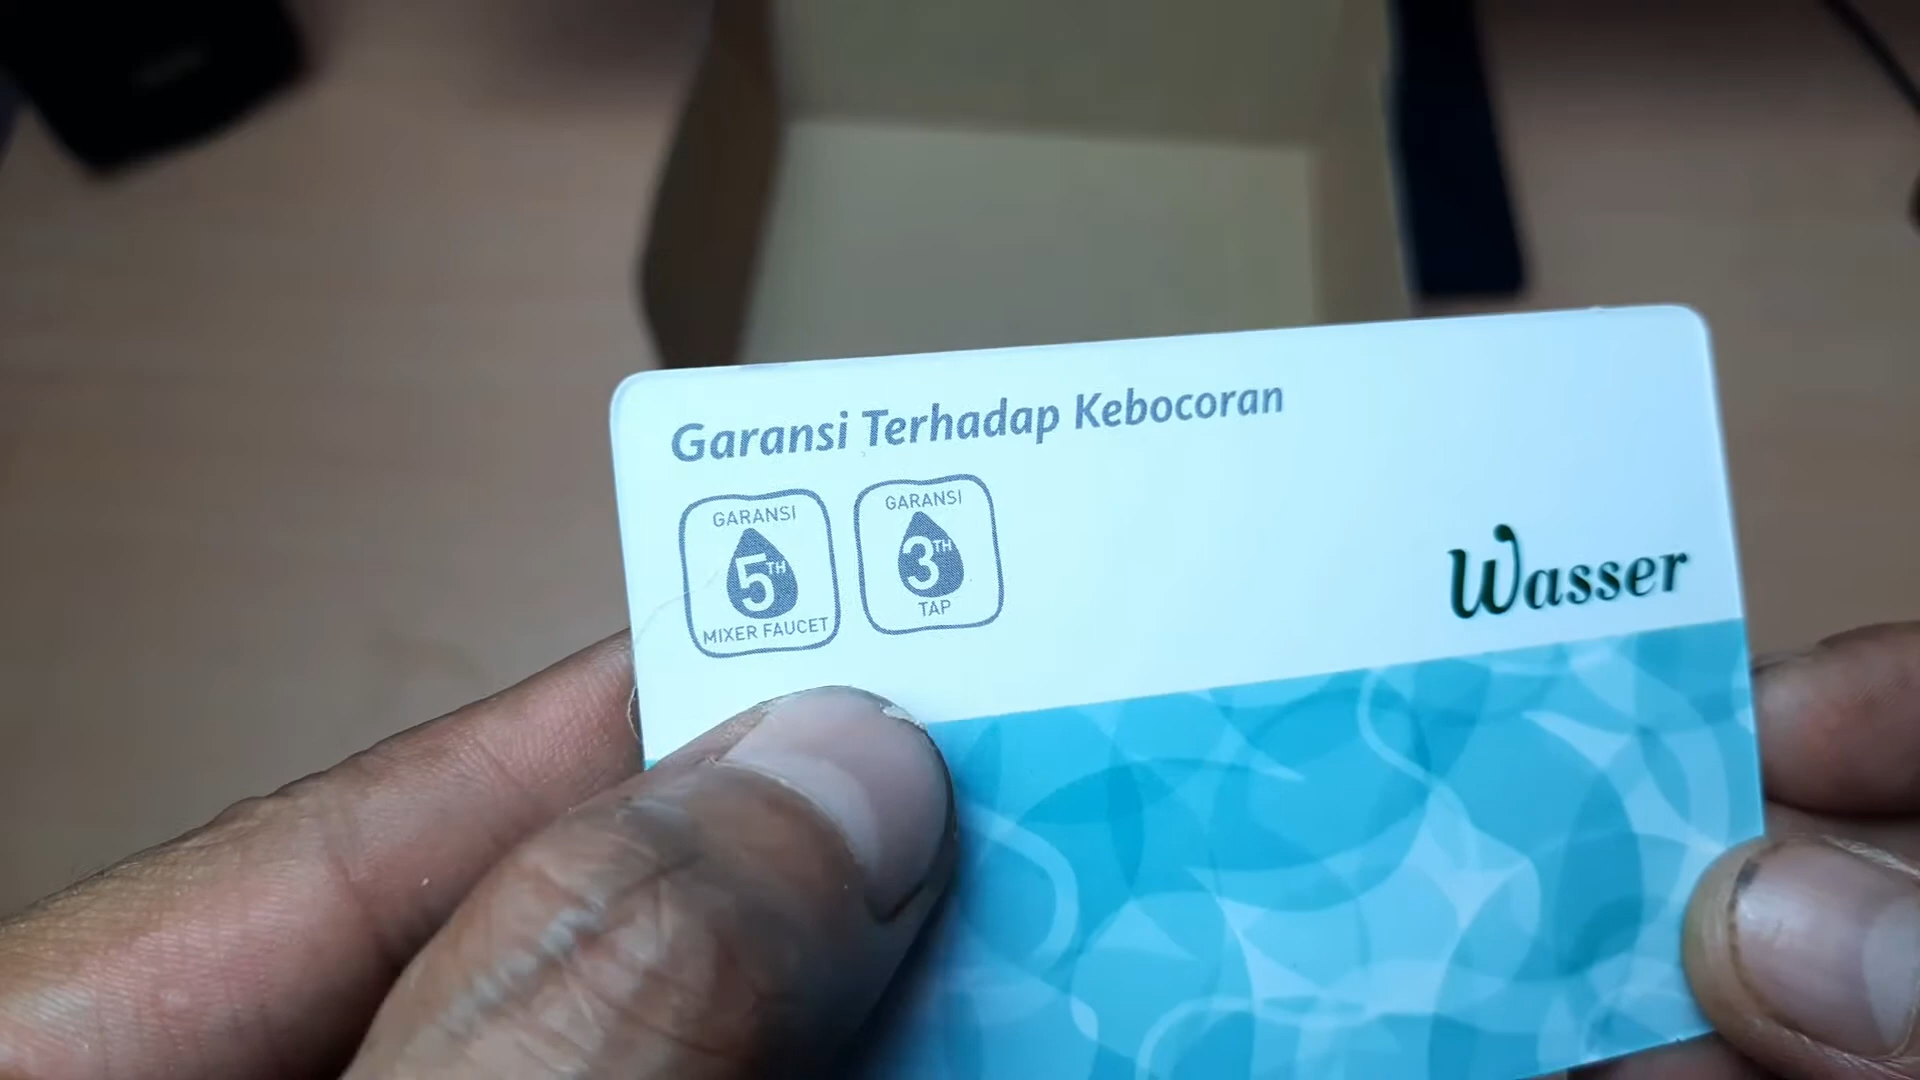 Garansi Terhadap Kebocoran
GARANSI
5TH
MIXER FAUCET
GARANSI
3TH
TAP
Wasser